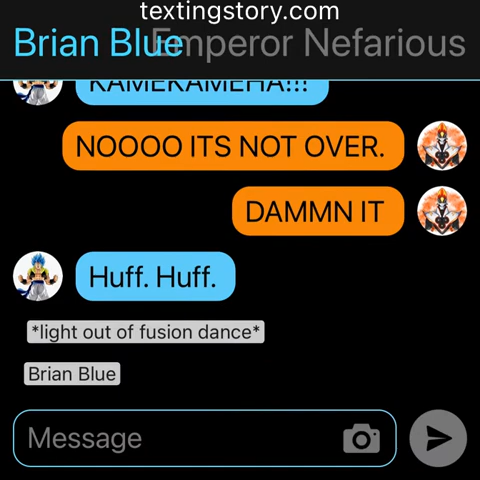 textingstory.com
Brian Blue Emperor Nefarious
KAMEKAMEHA!!!
NOOOO ITS NOT OVER.
DAMMN IT
Huff. Huff.
*light out of fusion dance*
Brian Blue
Message